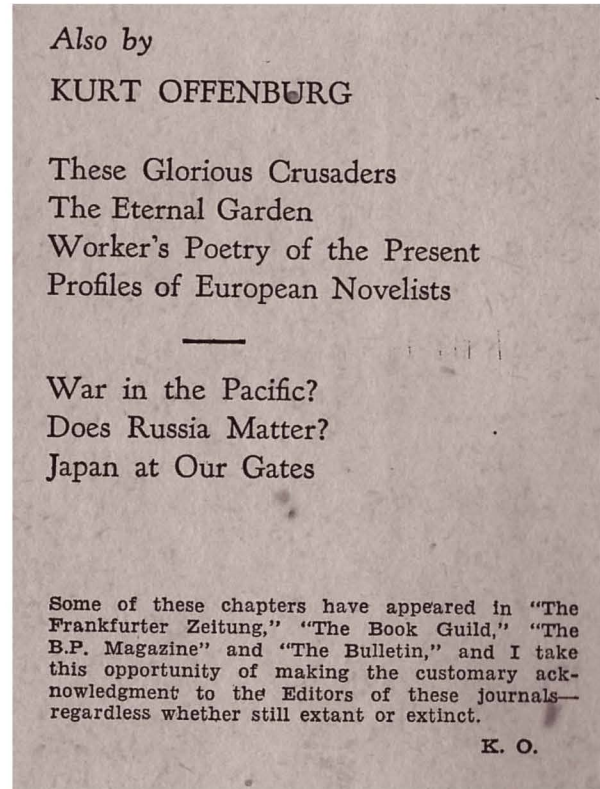 Also by
KURT OFFENBURG
These Glorious Crusaders
The Eternal Garden
Worker's Poetry of the Present
Profiles of European Novelists
War in the Pacific?
Does Russia Matter?
Japan at Our Gates
Some of these chapters have appeared in "The
Frankfurter Zeitung," "The Book Guild," "The
B.P. Magazine" and "The Bulletin," and I take
this opportunity of making the customary ack-
nowledgment to the Editors of these journals—
regardless whether still extant or extinct.
K. O.